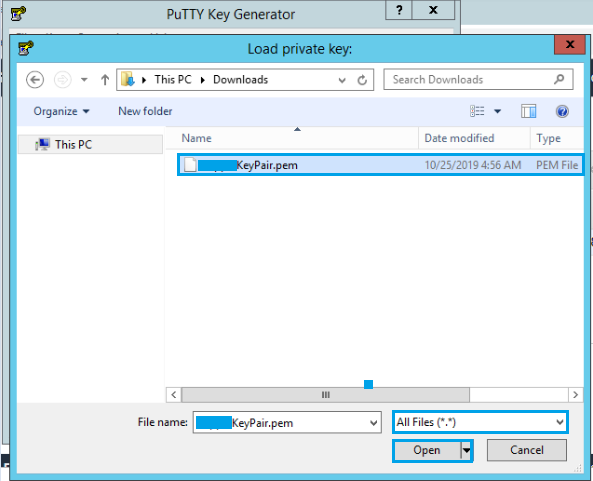 PuTTY Key Generator
? x
Load private key:
x
This PC Downloads
Search Downloads
Organize New folder
Name Date modified Type
This PC
KeyPair.pem 10/25/2019 4:56 AM PEM File
File name: KeyPair.pem All Files (*.*)
Open Cancel